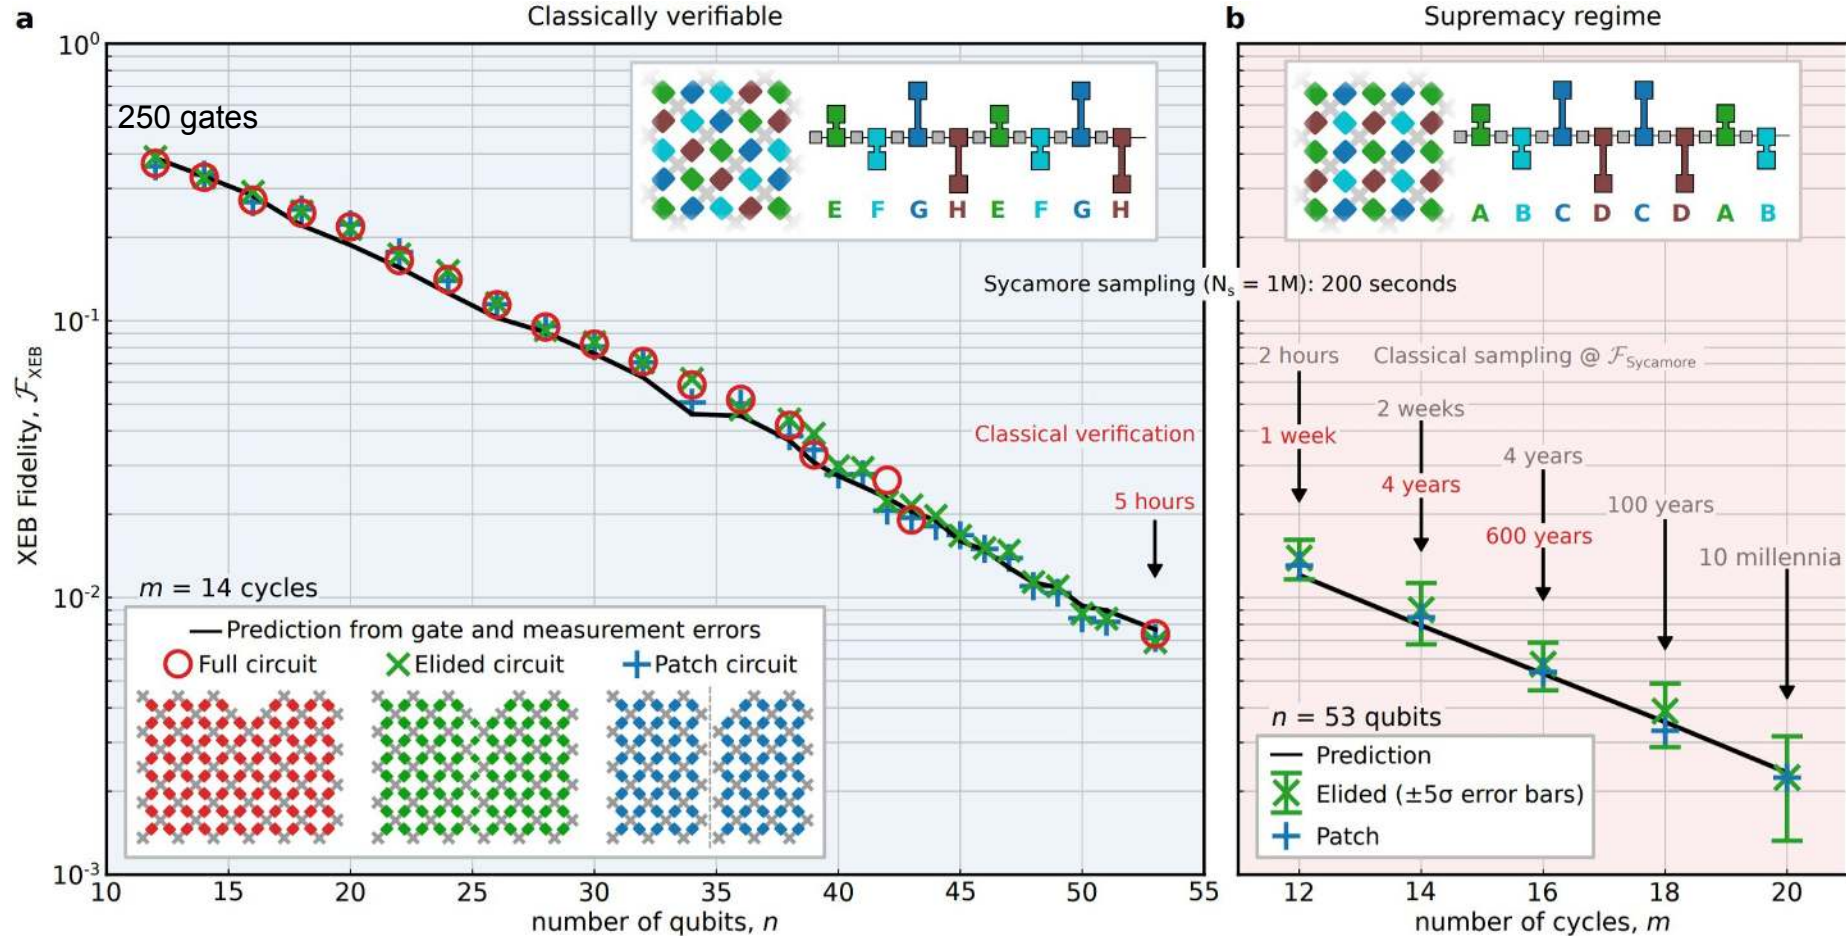 a
Classically verifiable
b
Supremacy regime
10⁰
10⁻¹
10⁻²
10⁻³
XEB Fidelity, ℱ_XEB
250 gates
E F G H E F G H
A B C D C D A B
Sycamore sampling (Nₛ = 1M): 200 seconds
Classical verification
5 hours
m = 14 cycles
Prediction from gate and measurement errors
Full circuit
Elided circuit
Patch circuit
10 15 20 25 30 35 40 45 50 55
number of qubits, n
2 hours
Classical sampling @ ℱ_Sycamore
1 week
2 weeks
4 years
4 years
600 years
100 years
10 millennia
n = 53 qubits
Prediction
Elided (±5σ error bars)
Patch
12 14 16 18 20
number of cycles, m